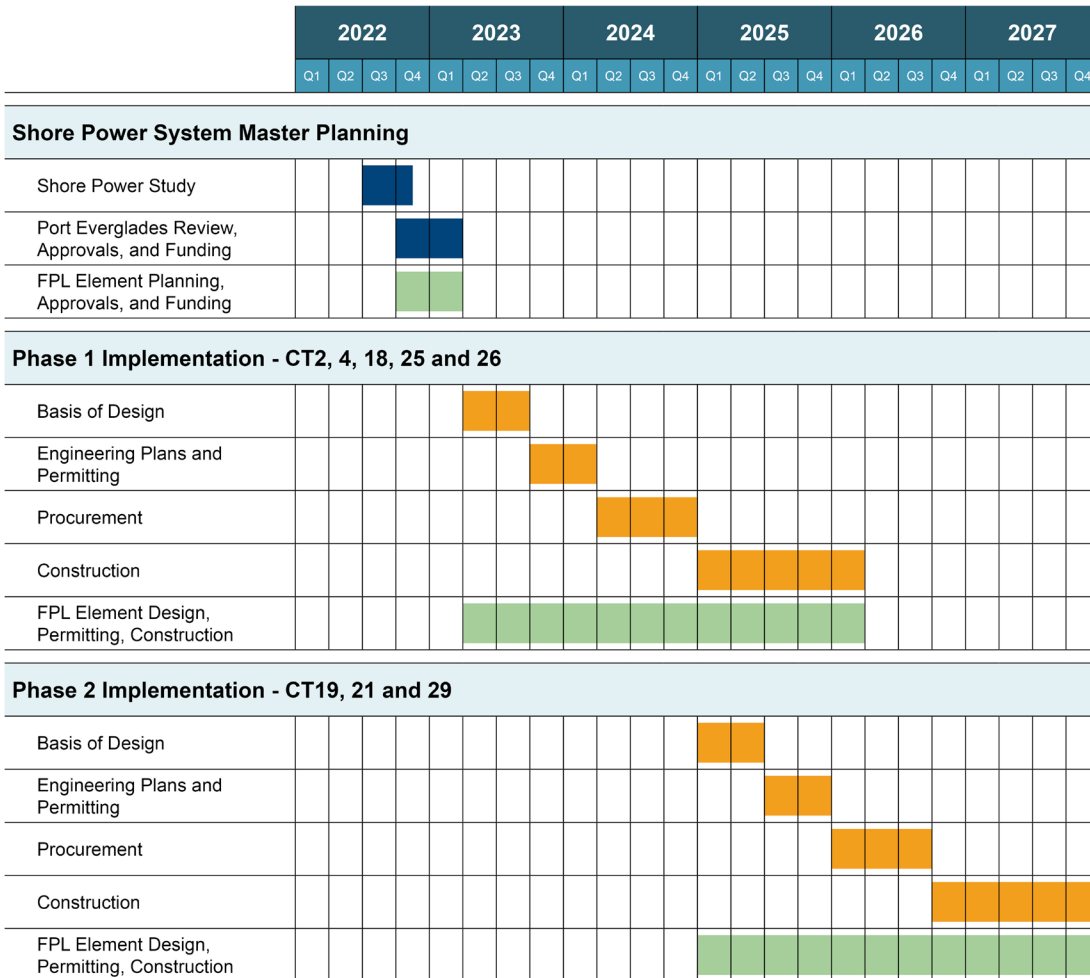 2022 2023 2024 2025 2026 2027
Q1 Q2 Q3 Q4 Q1 Q2 Q3 Q4 Q1 Q2 Q3 Q4 Q1 Q2 Q3 Q4 Q1 Q2 Q3 Q4 Q1 Q2 Q3 Q4
Shore Power System Master Planning
Shore Power Study
Port Everglades Review,
Approvals, and Funding
FPL Element Planning,
Approvals, and Funding
Phase 1 Implementation - CT2, 4, 18, 25 and 26
Basis of Design
Engineering Plans and
Permitting
Procurement
Construction
FPL Element Design,
Permitting, Construction
Phase 2 Implementation - CT19, 21 and 29
Basis of Design
Engineering Plans and
Permitting
Procurement
Construction
FPL Element Design,
Permitting, Construction